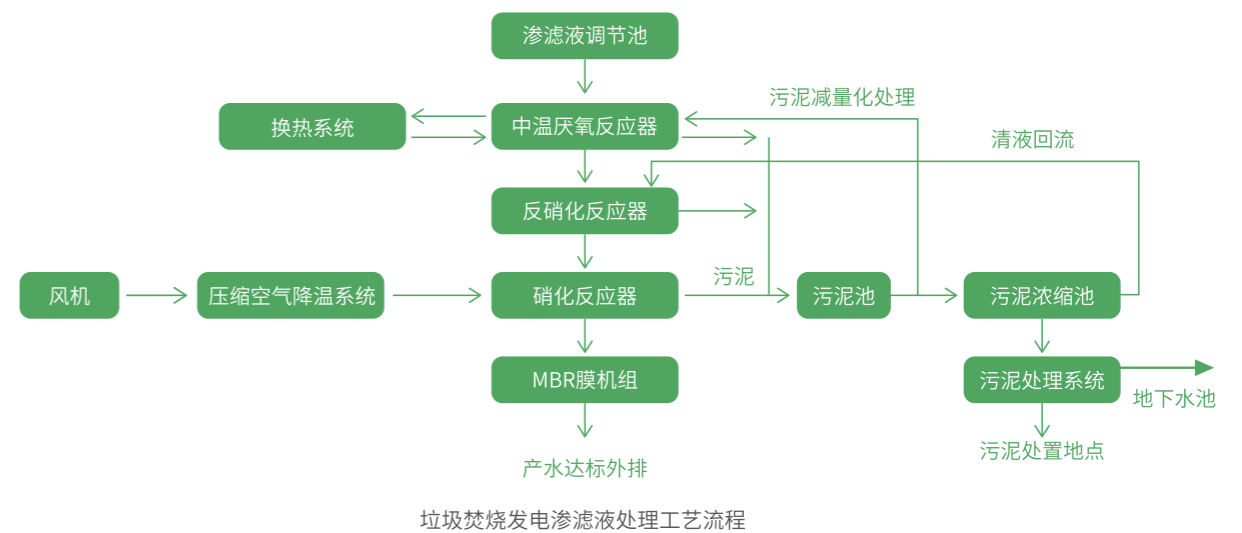 渗滤液调节池
污泥减量化处理
换热系统
中温厌氧反应器
清液回流
反硝化反应器
污泥
风机
压缩空气降温系统
硝化反应器
污泥池
污泥浓缩池
MBR膜机组
污泥处理系统
地下水池
产水达标外排
污泥处置地点
垃圾焚烧发电渗滤液处理工艺流程